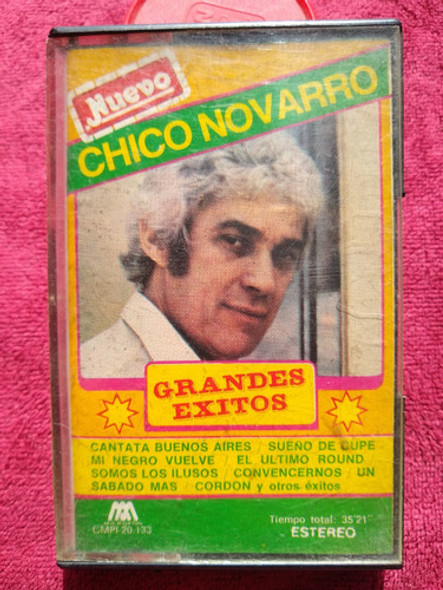 Nuevo
CHICO NOVARRO
GRANDES
EXITOS
CANTATA BUENOS AIRES / SUEÑO DE CUPE
MI NEGRO VUELVE / EL ULTIMO ROUND
SOMOS LOS ILUSOS / CONVENCERNOS / UN
SABADO MAS / CORDON y otros éxitos
CMPI-20.133
Tiempo total: 35'21"
ESTEREO